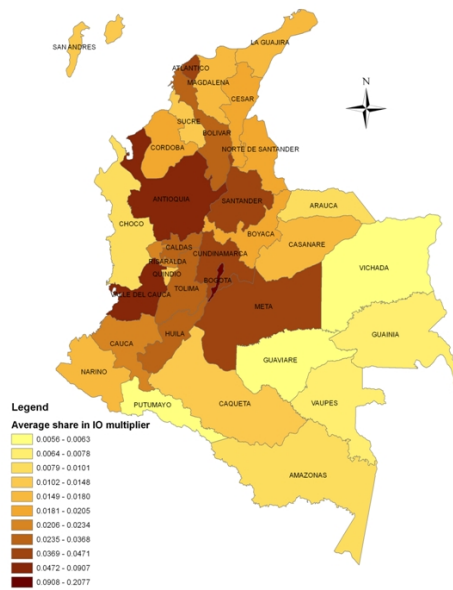 SAN ANDRES
LA GUAJIRA
ATLANTICO
MAGDALENA
CESAR
SUCRE
BOLIVAR
CORDOBA
NORTE DE SANTANDER
N
ANTIOQUIA
SANTANDER
ARAUCA
CHOCO
BOYACA
CASANARE
CALDAS
CUNDINAMARCA
RISARALDA
VICHADA
QUINDIO
BOGOTA
VALLE DEL CAUCA
TOLIMA
META
GUAINIA
CAUCA
HUILA
GUAVIARE
NARINO
CAQUETA
VAUPES
PUTUMAYO
AMAZONAS
Legend
Average share in IO multiplier
0.0056 - 0.0063
0.0064 - 0.0078
0.0079 - 0.0101
0.0102 - 0.0148
0.0149 - 0.0180
0.0181 - 0.0205
0.0206 - 0.0234
0.0235 - 0.0368
0.0369 - 0.0471
0.0472 - 0.0907
0.0908 - 0.2077